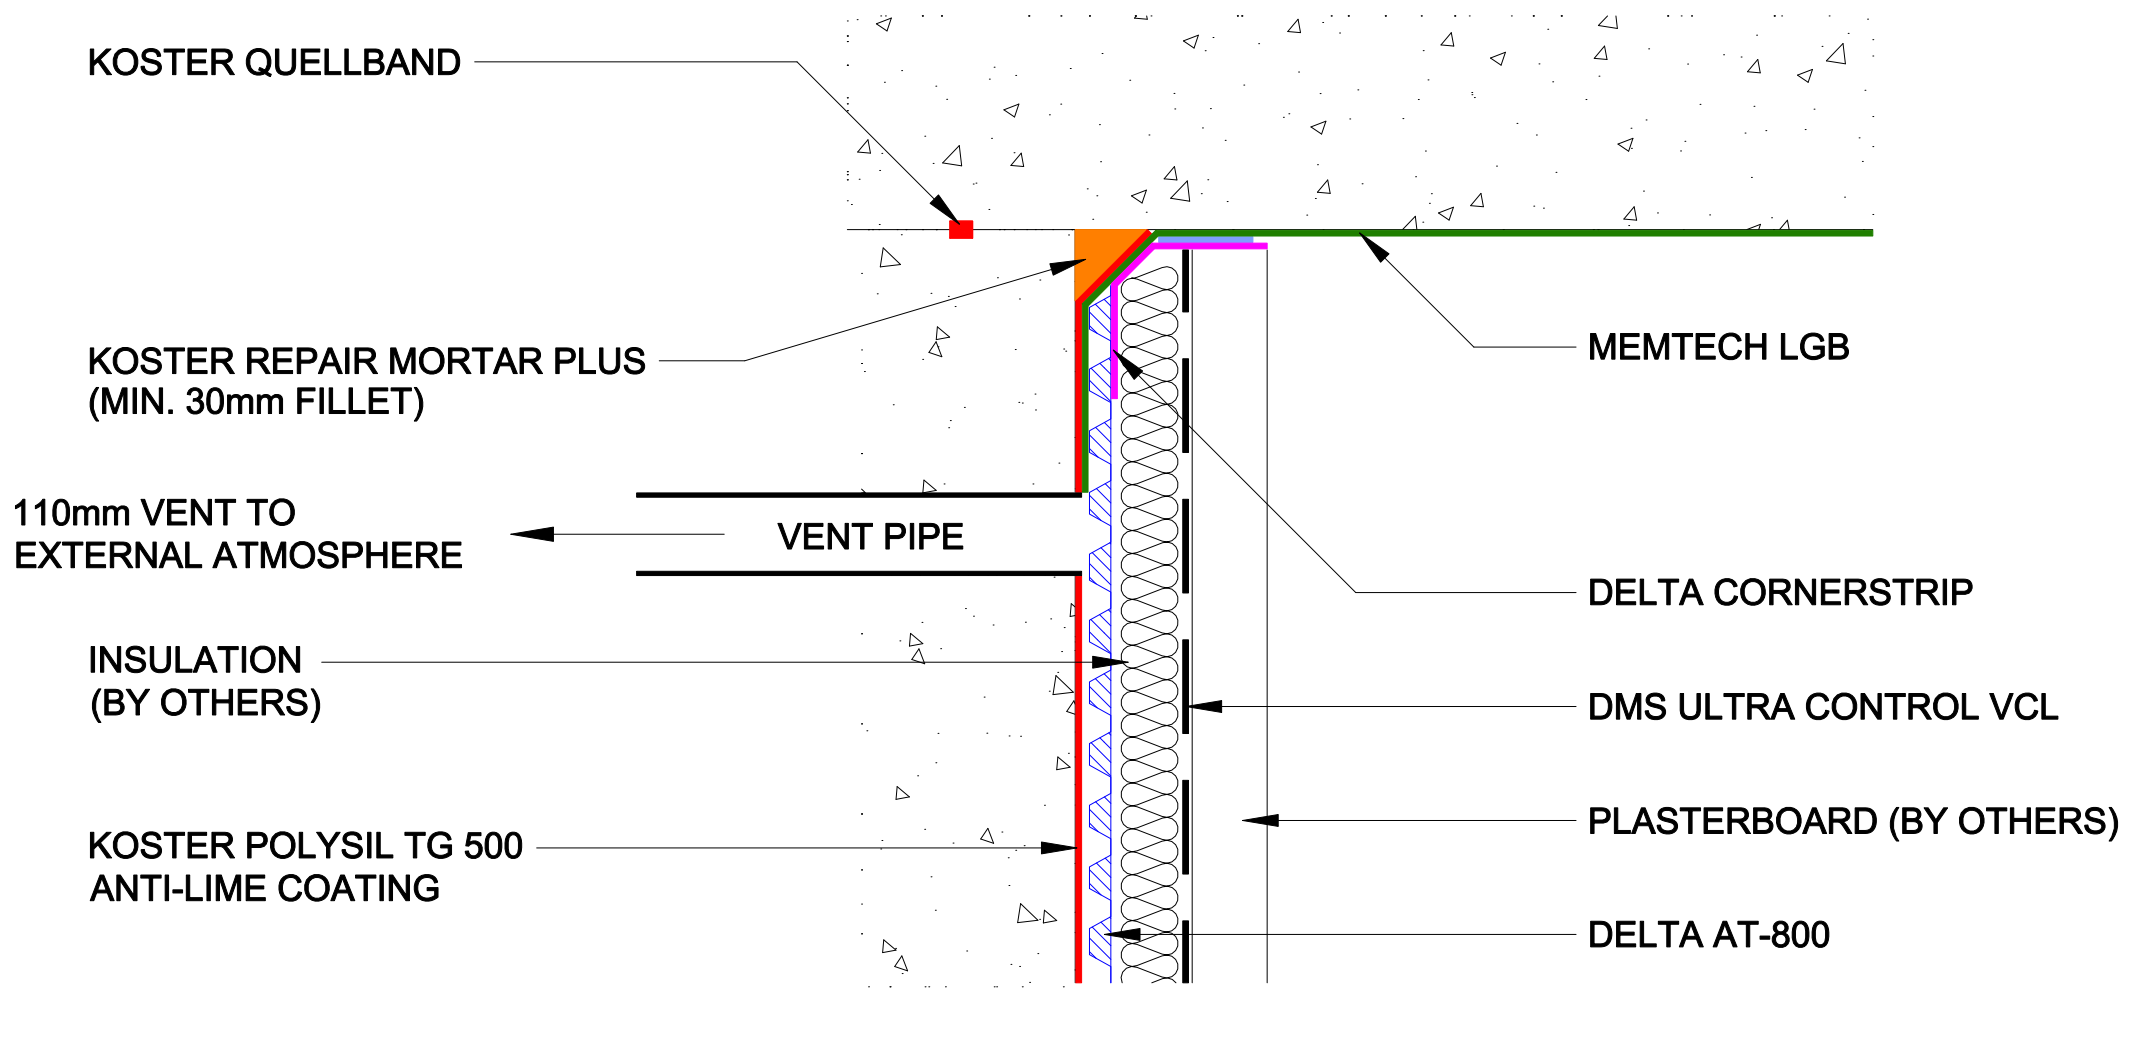 KOSTER QUELLBAND
KOSTER REPAIR MORTAR PLUS
(MIN. 30mm FILLET)
110mm VENT TO
EXTERNAL ATMOSPHERE
VENT PIPE
INSULATION
(BY OTHERS)
KOSTER POLYSIL TG 500
ANTI-LIME COATING
MEMTECH LGB
DELTA CORNERSTRIP
DMS ULTRA CONTROL VCL
PLASTERBOARD (BY OTHERS)
DELTA AT-800